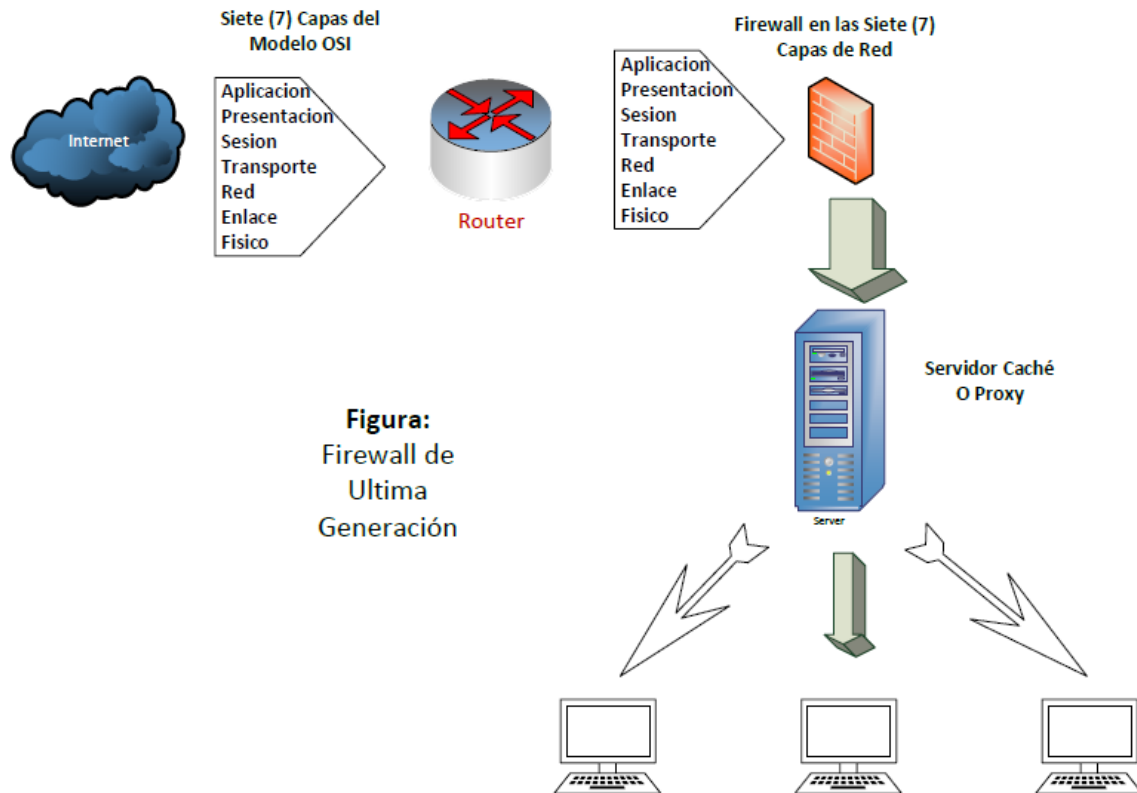 Siete (7) Capas del
Modelo OSI
Internet
Aplicacion
Presentacion
Sesion
Transporte
Red
Enlace
Fisico
Router
Firewall en las Siete (7)
Capas de Red
Aplicacion
Presentacion
Sesion
Transporte
Red
Enlace
Fisico
Servidor Caché
O Proxy
Server
Figura:
Firewall de
Ultima
Generación